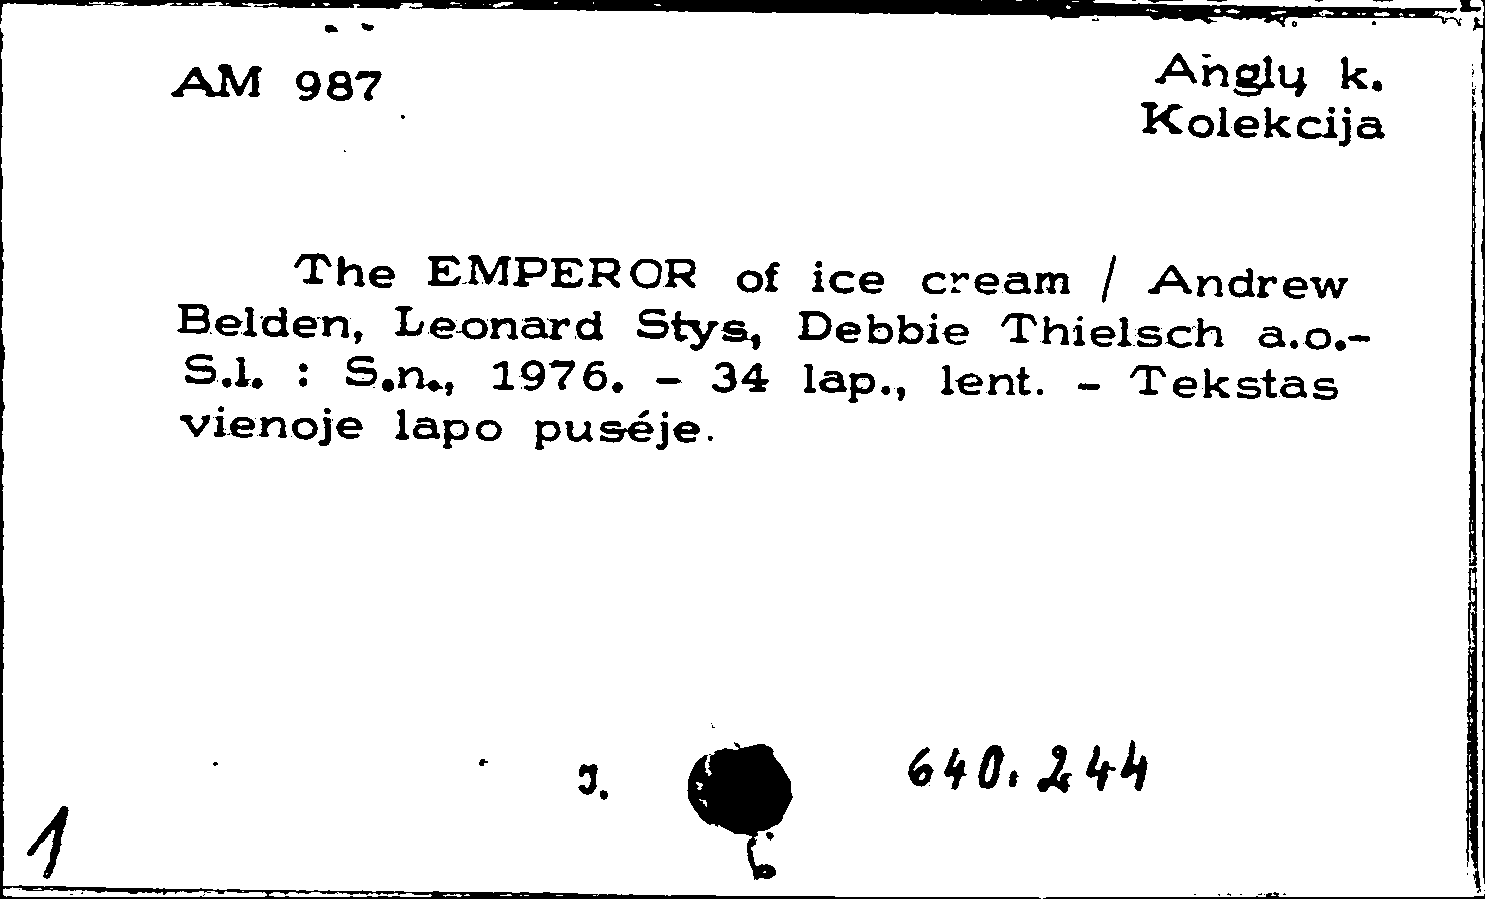 AM 987
Anglų k.
Kolekcija
The EMPEROR of ice cream / Andrew
Belden, Leonard Stys, Debbie Thielsch a.o.-
S.l. : S.n., 1976. - 34 lap., lent. - Tekstas
vienoje lapo puséje.
640.244
1